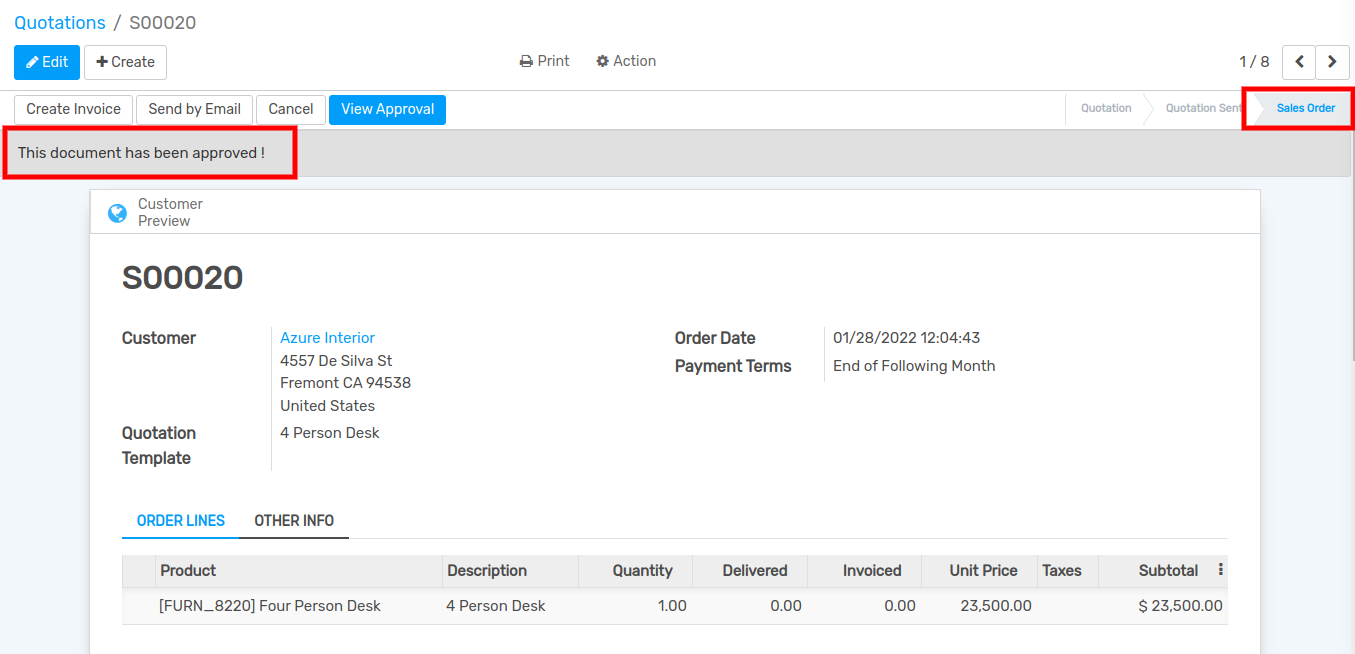 Quotations / S00020
Edit Create Print Action 1 / 8
Create Invoice Send by Email Cancel View Approval Quotation Quotation Sent Sales Order
This document has been approved !
Customer
Preview
S00020
Customer Azure Interior Order Date 01/28/2022 12:04:43
4557 De Silva St
Payment Terms End of Following Month
Fremont CA 94538
United States
Quotation 4 Person Desk
Template
ORDER LINES OTHER INFO
Product Description Quantity Delivered Invoiced Unit Price Taxes Subtotal
[FURN_8220] Four Person Desk 4 Person Desk 1.00 0.00 0.00 23,500.00 $ 23,500.00